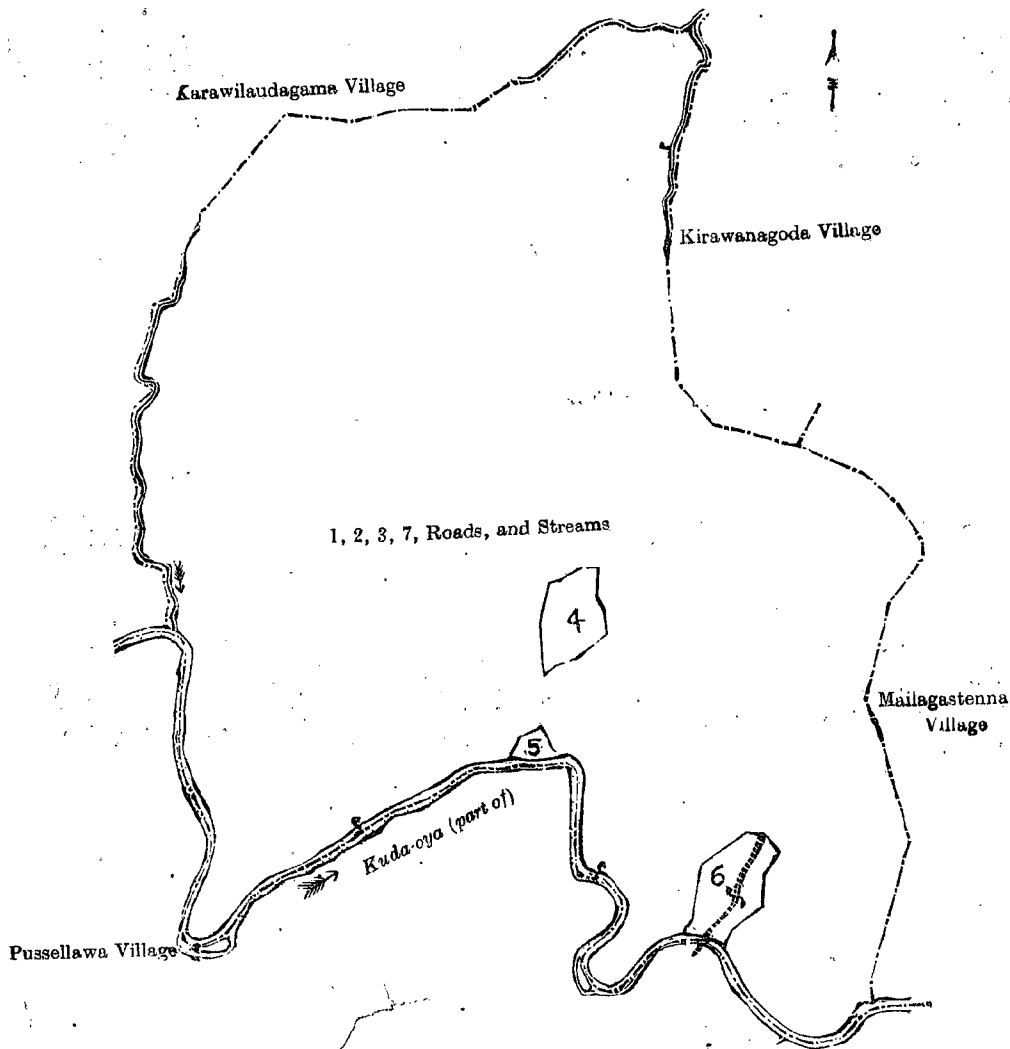 Karawilaudagama Village
Kirawanagoda Village
1, 2, 3, 7, Roads, and Streams
4
Mailagastenna
Village
5
Kuda-oya (part of)
6
Pussellawa Village